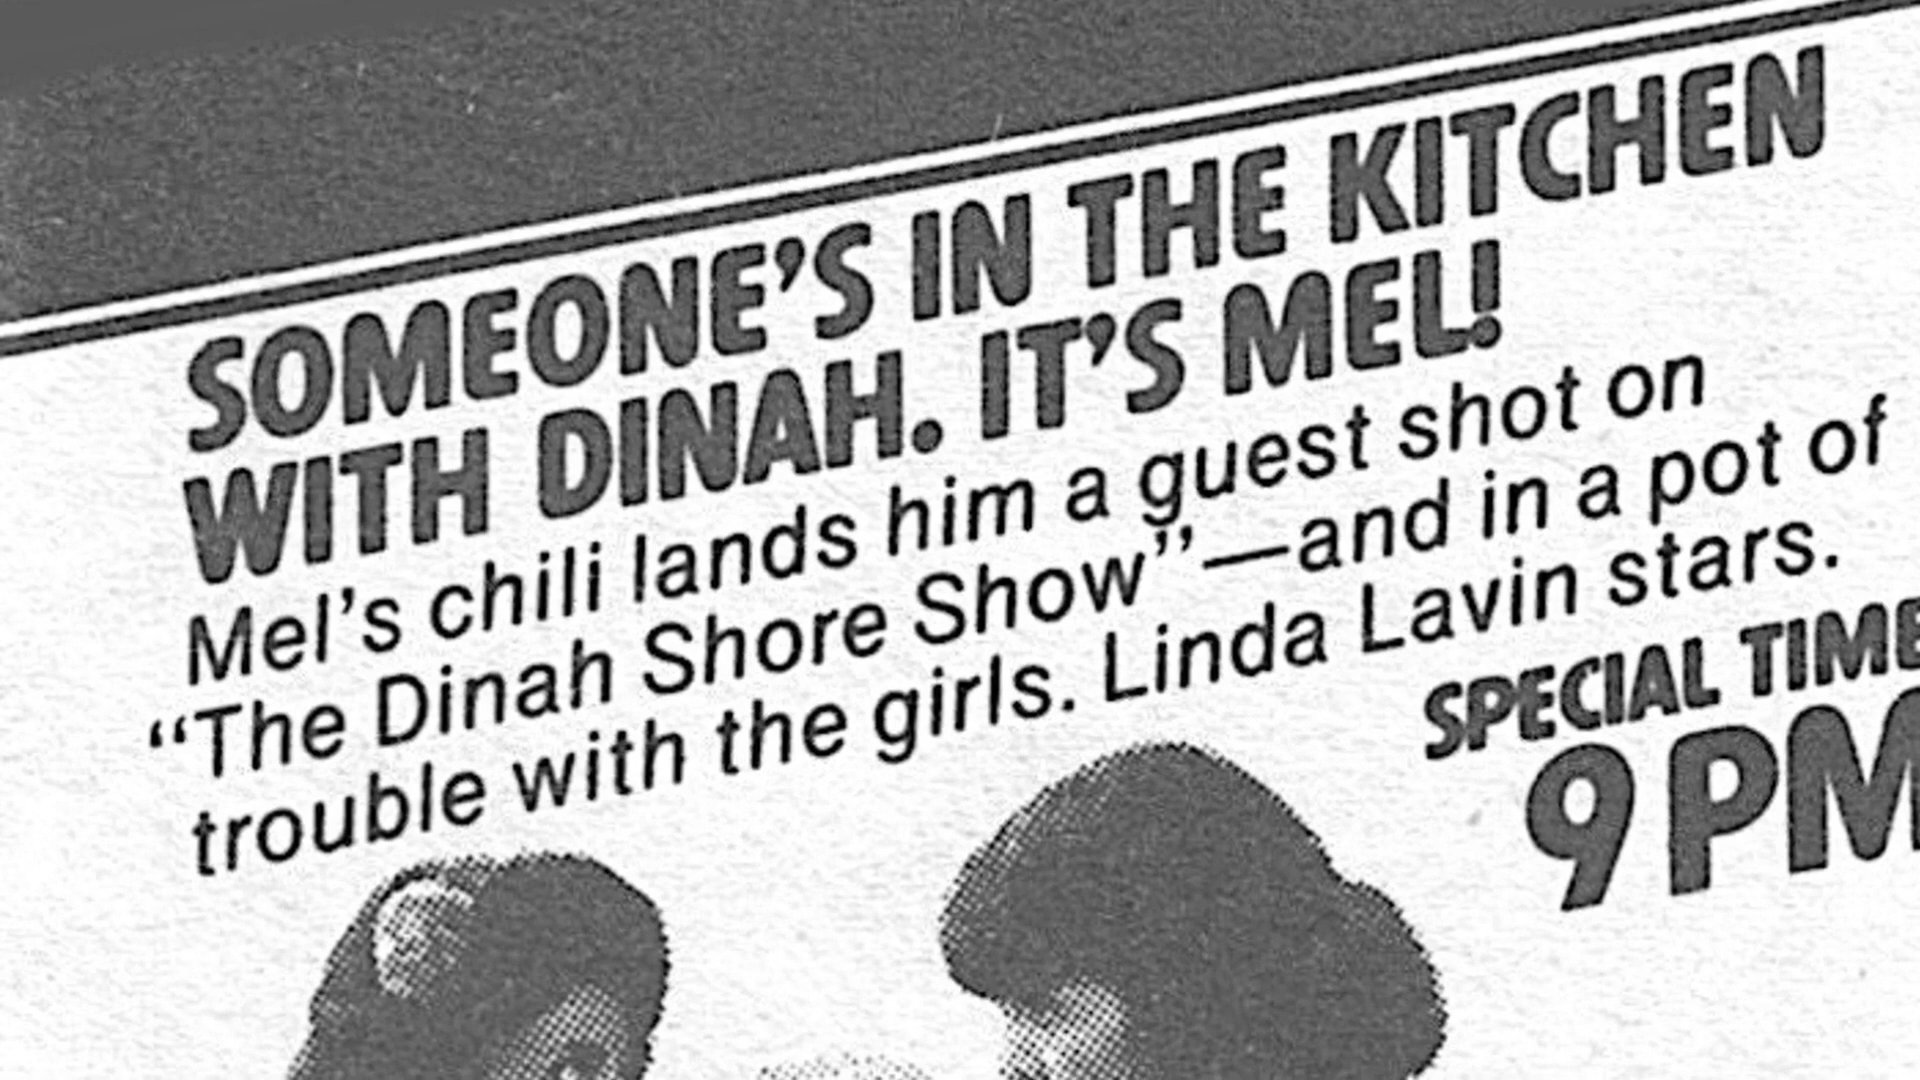 SOMEONE'S IN THE KITCHEN
WITH DINAH. IT'S MEL!
Mel's chili lands him a guest shot on
“The Dinah Shore Show”—and in a pot of
trouble with the girls. Linda Lavin stars.
SPECIAL TIME
9 PM